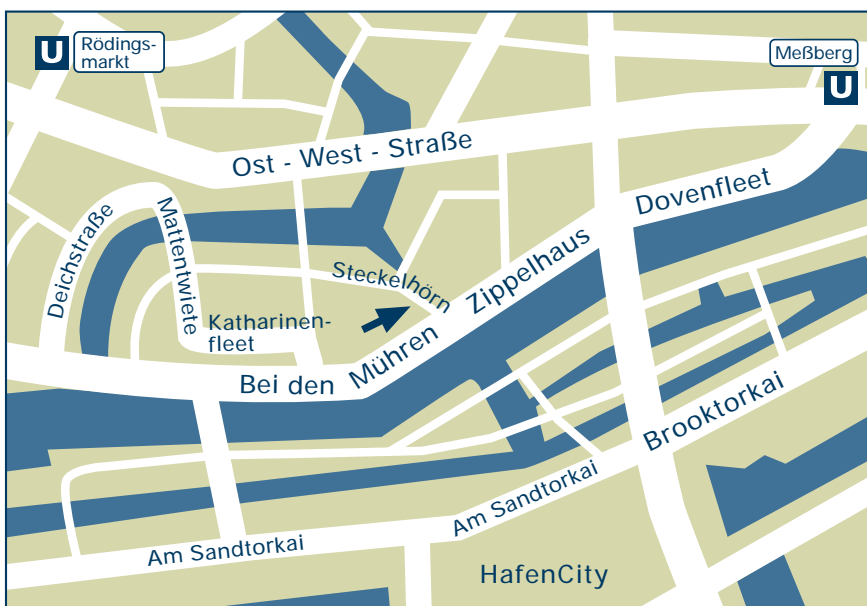 U
Rödings-
markt
Meßberg
U
Ost - West - Straße
Dovenfleet
Deichstraße
Mattentwiete
Steckelhörn
Zippelhaus
Katharinen-
fleet
Bei den Mühren
Brooktorkai
Am Sandtorkai
Am Sandtorkai
HafenCity